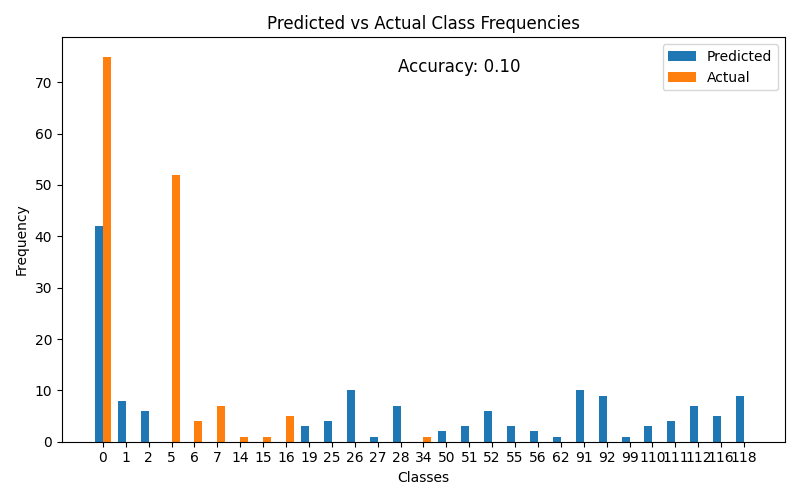 Predicted vs Actual Class Frequencies
Accuracy: 0.10
Predicted
Actual
Frequency
70
60
50
40
30
20
10
0
0 1 2 5 6 7 14 15 16 19 25 26 27 28 34 50 51 52 55 56 62 91 92 99 110 111 112 116 118
Classes